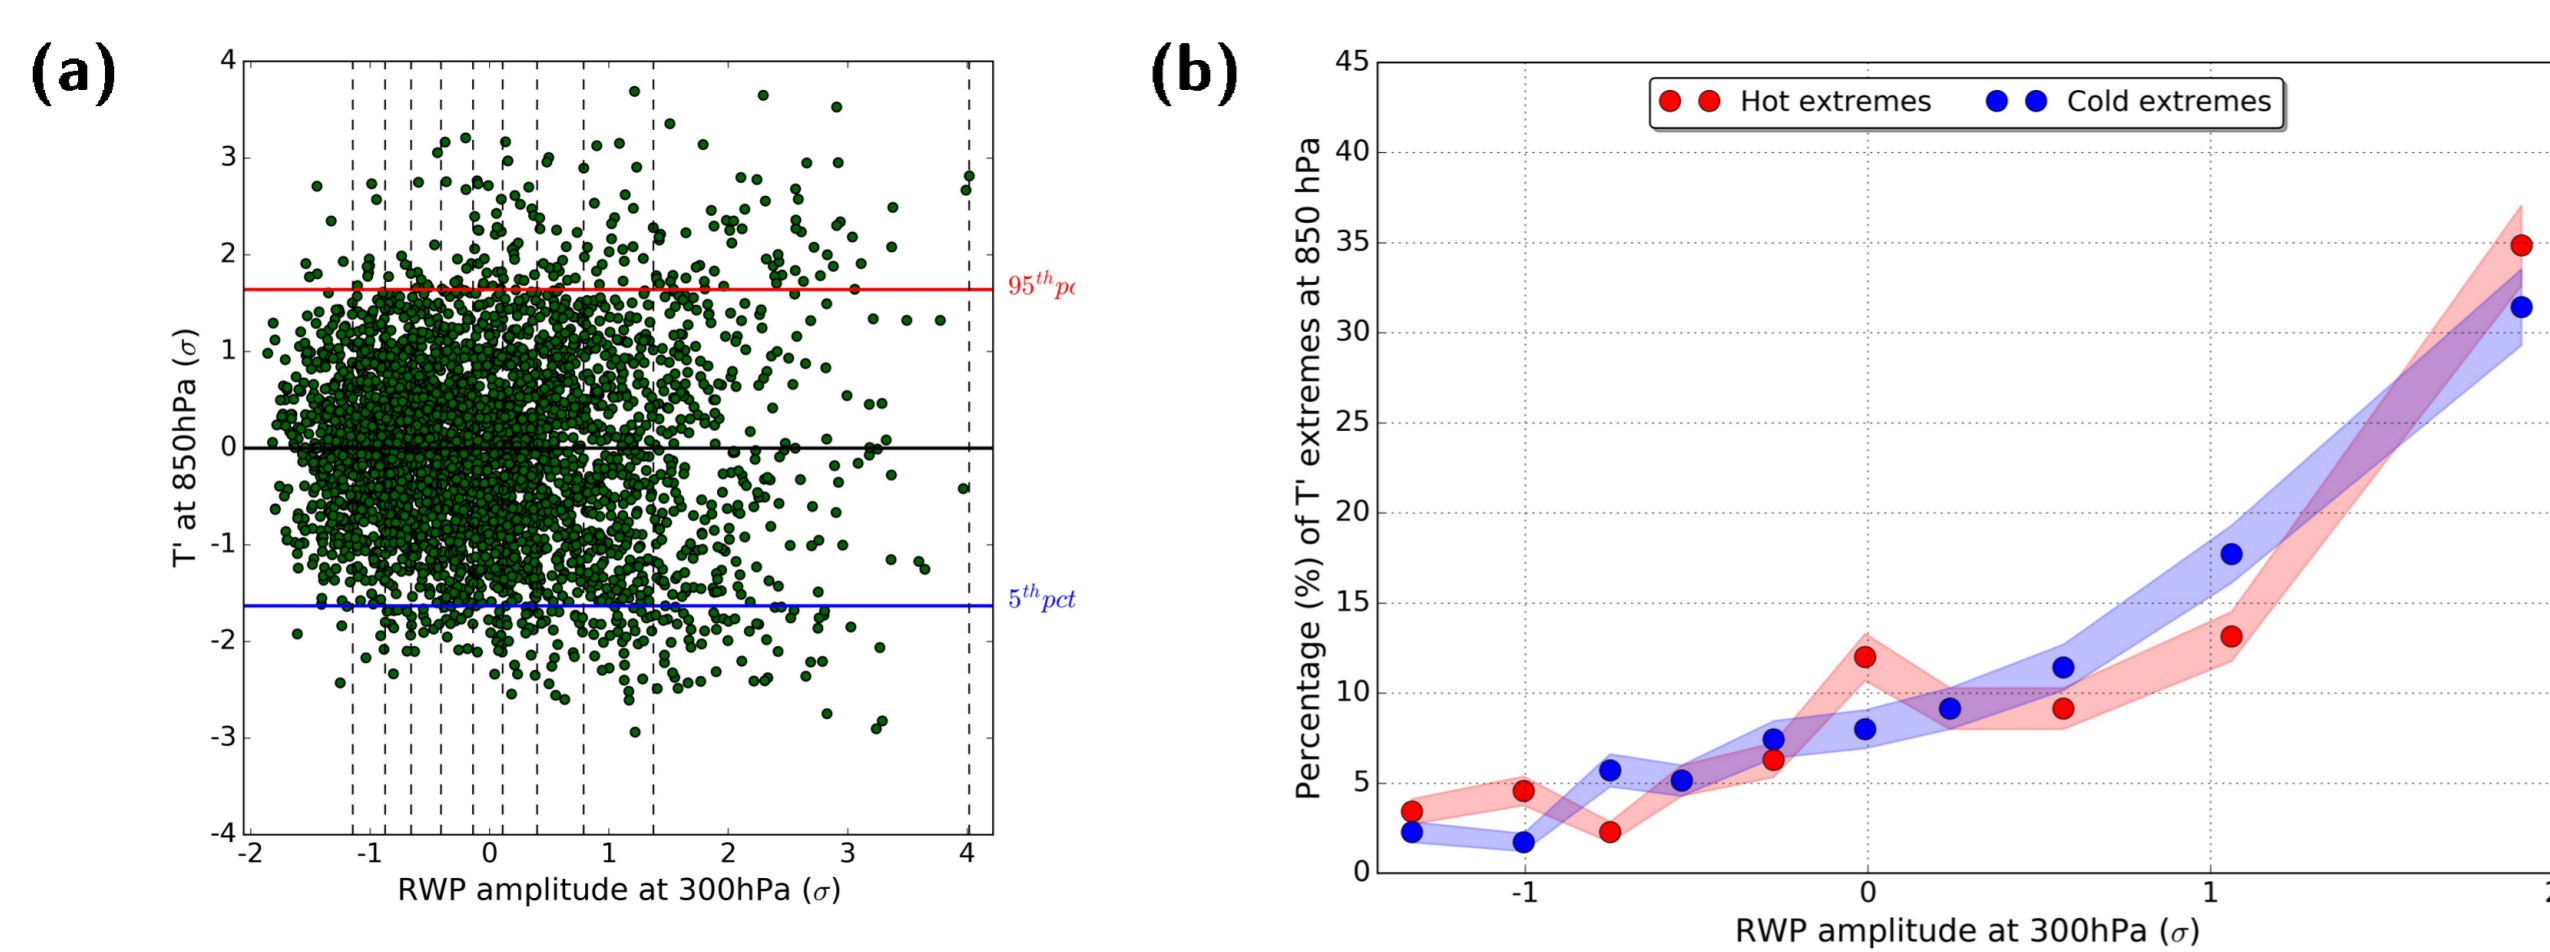 (a)
4
3
2
1
0
-1
-2
-3
-4
T' at 850hPa (σ)
-2 -1 0 1 2 3 4
RWP amplitude at 300hPa (σ)
95th
5th pct
(b)
45
40
35
30
25
20
15
10
5
0
Percentage (%) of T' extremes at 850 hPa
Hot extremes Cold extremes
-1 0 1
RWP amplitude at 300hPa (σ)